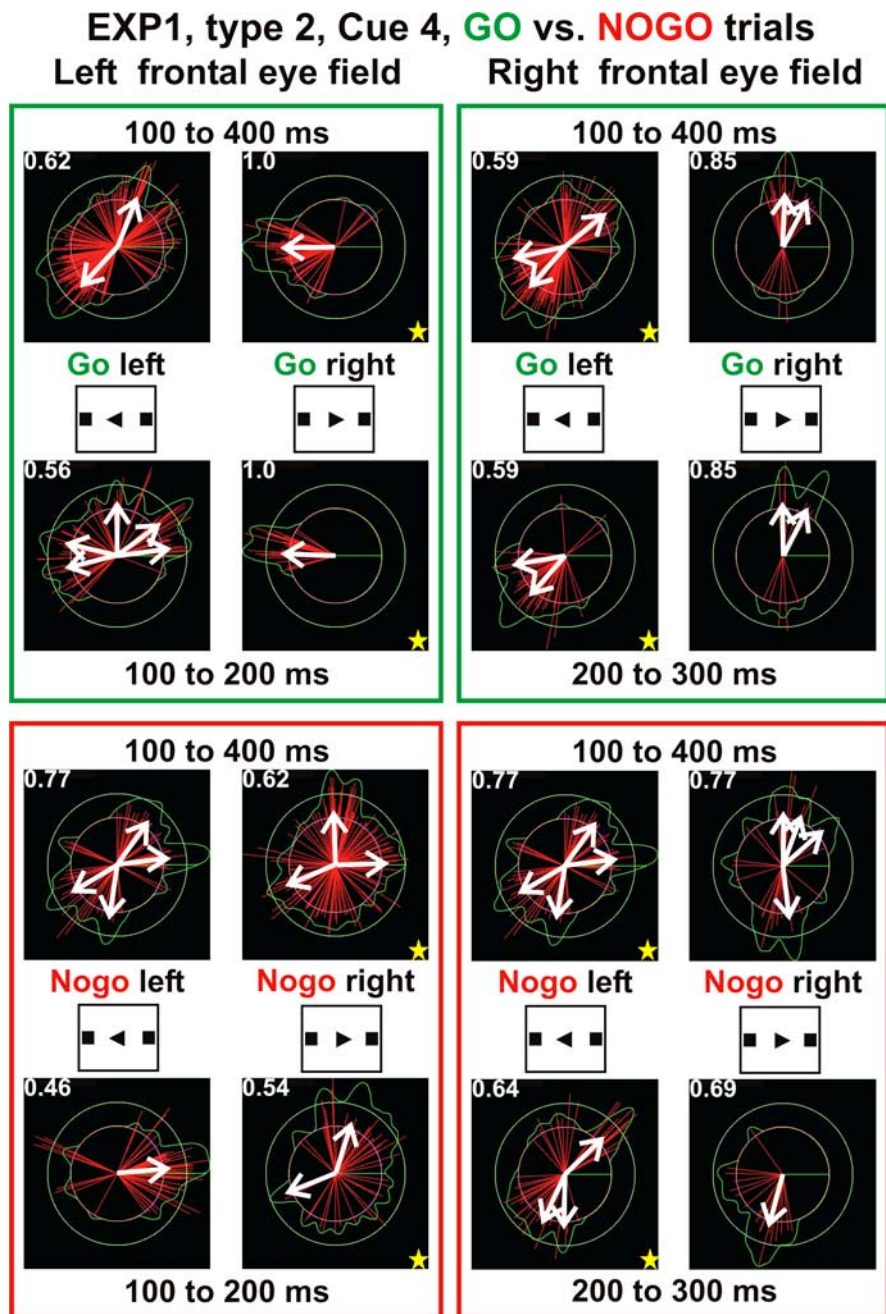 EXP1, type 2, Cue 4, GO vs. NOGO trials
Left frontal eye field
Right frontal eye field
100 to 400 ms
0.62
1.0
Go left
Go right
0.56
1.0
100 to 200 ms
100 to 400 ms
0.59
0.85
Go left
Go right
0.59
0.85
200 to 300 ms
100 to 400 ms
0.77
0.62
Nogo left
Nogo right
0.46
0.54
100 to 200 ms
100 to 400 ms
0.77
0.77
Nogo left
Nogo right
0.64
0.69
200 to 300 ms